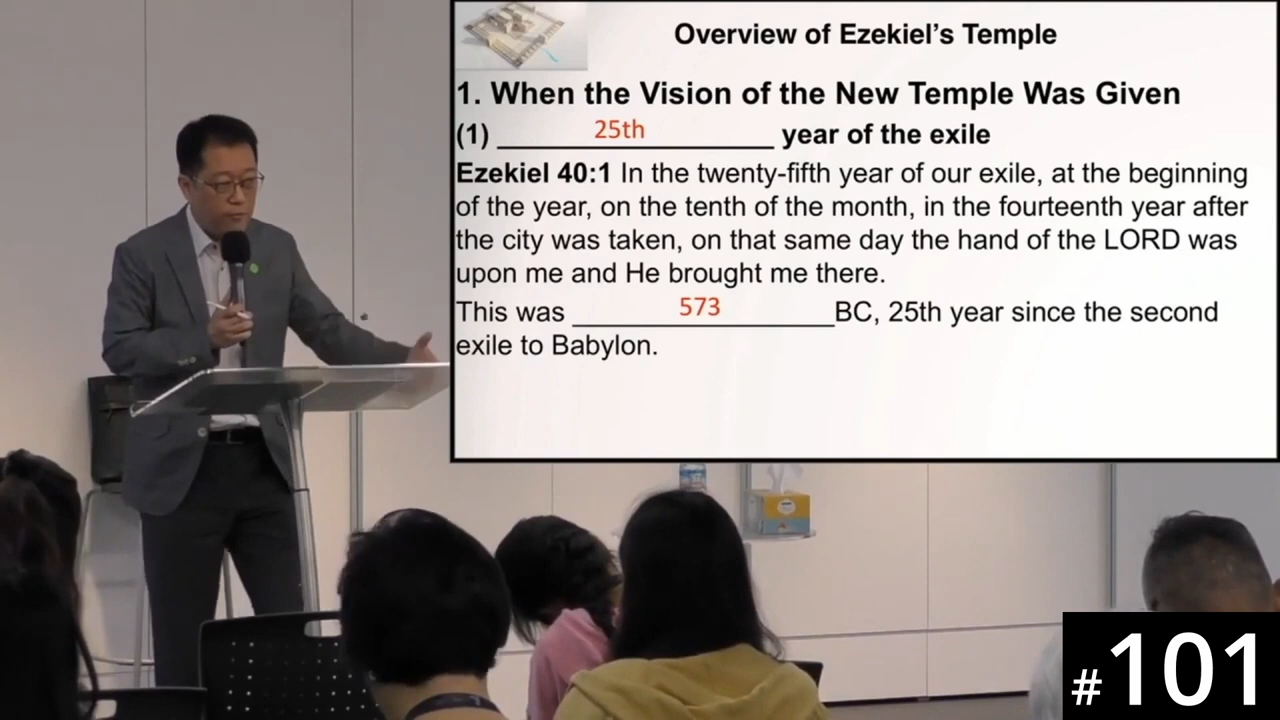 Overview of Ezekiel's Temple
1. When the Vision of the New Temple Was Given
(1) 25th year of the exile
Ezekiel 40:1 In the twenty-fifth year of our exile, at the beginning
of the year, on the tenth of the month, in the fourteenth year after
the city was taken, on that same day the hand of the LORD was
upon me and He brought me there.
This was 573 BC, 25th year since the second
exile to Babylon.
#101